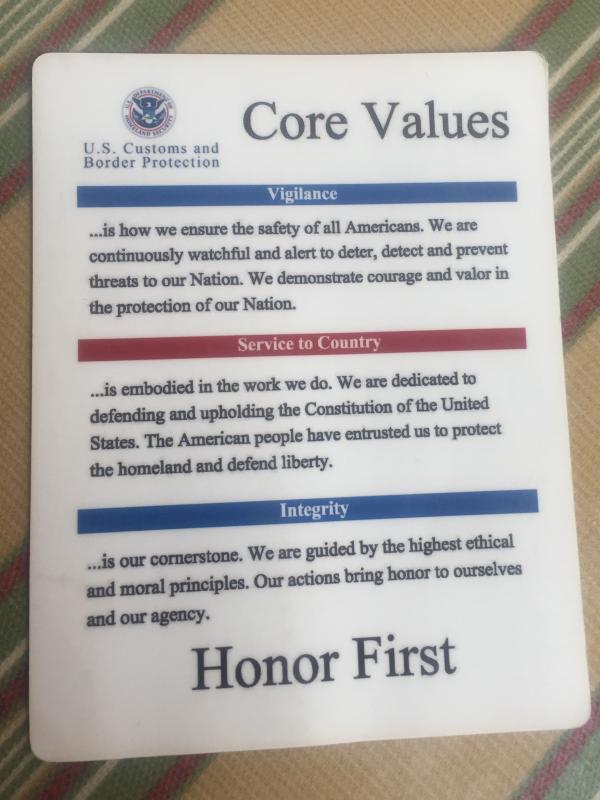 U.S. DEPARTMENT OF
HOMELAND SECURITY
U.S. Customs and
Border Protection
Core Values
Vigilance
...is how we ensure the safety of all Americans. We are
continuously watchful and alert to deter, detect and prevent
threats to our Nation. We demonstrate courage and valor in
the protection of our Nation.
Service to Country
...is embodied in the work we do. We are dedicated to
defending and upholding the Constitution of the United
States. The American people have entrusted us to protect
the homeland and defend liberty.
Integrity
...is our cornerstone. We are guided by the highest ethical
and moral principles. Our actions bring honor to ourselves
and our agency.
Honor First